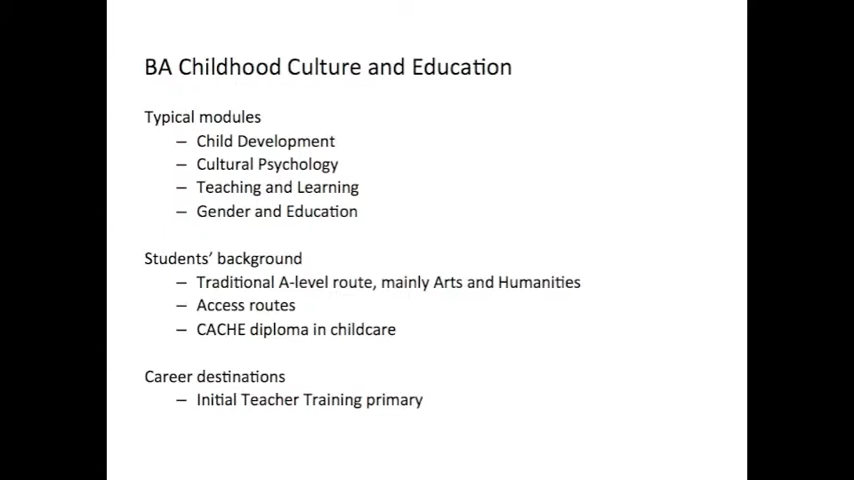 BA Childhood Culture and Education
Typical modules
– Child Development
– Cultural Psychology
– Teaching and Learning
– Gender and Education
Students’ background
– Traditional A-level route, mainly Arts and Humanities
– Access routes
– CACHE diploma in childcare
Career destinations
– Initial Teacher Training primary